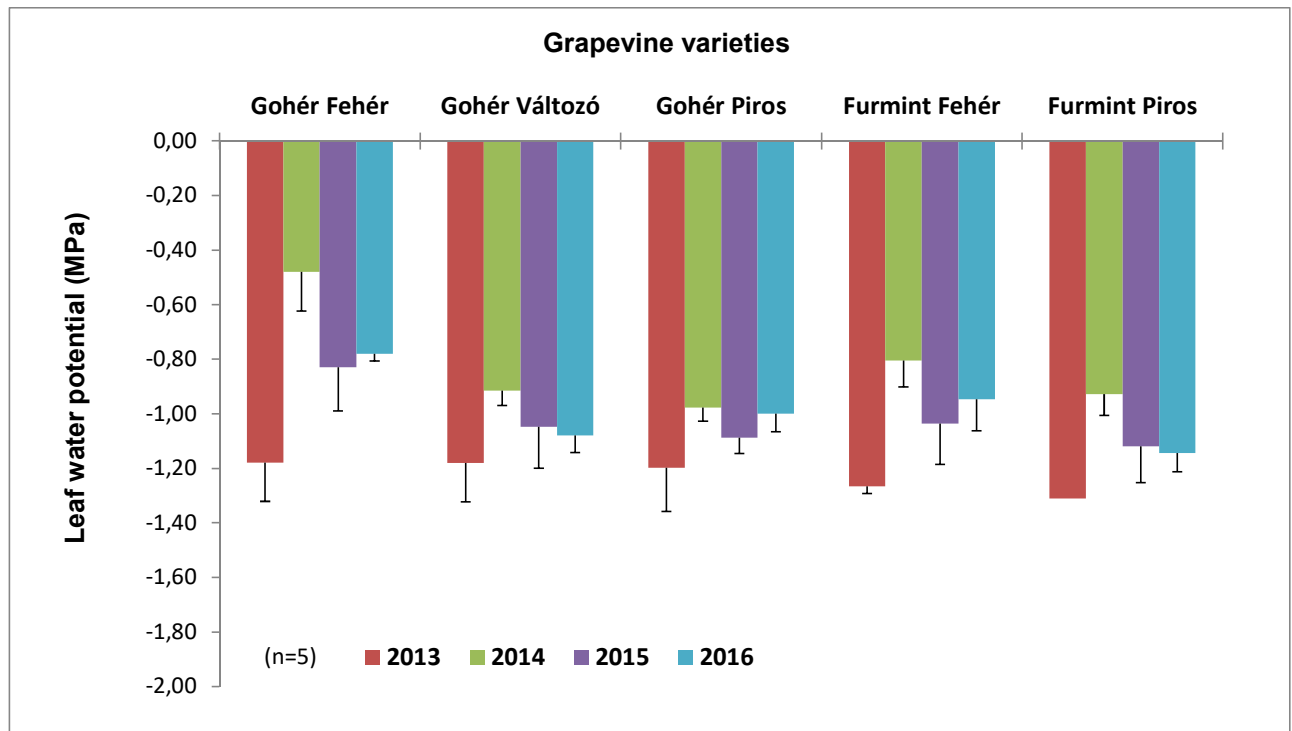 Grapevine varieties
Gohér Fehér Gohér Változó Gohér Piros Furmint Fehér Furmint Piros
0,00
-0,20
-0,40
-0,60
-0,80
-1,00
-1,20
-1,40
-1,60
-1,80
-2,00
Leaf water potential (MPa)
(n=5) 2013 2014 2015 2016